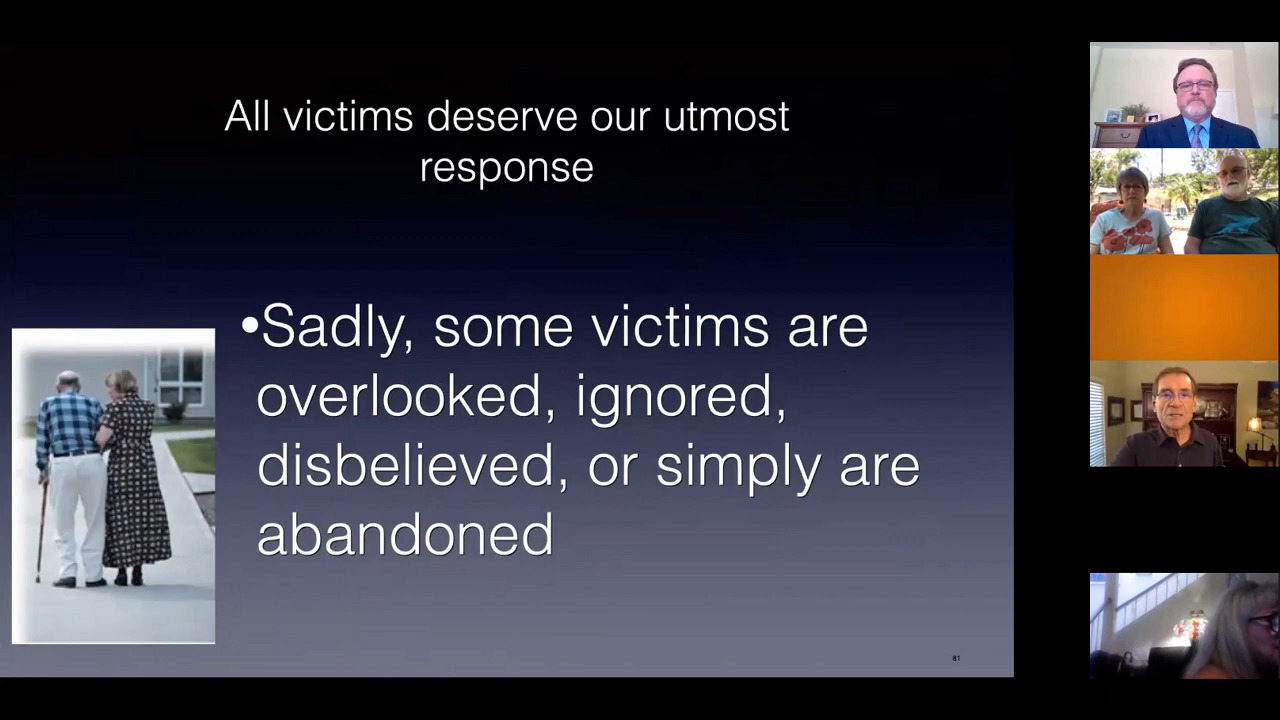 All victims deserve our utmost
response
•Sadly, some victims are
overlooked, ignored,
disbelieved, or simply are
abandoned
81